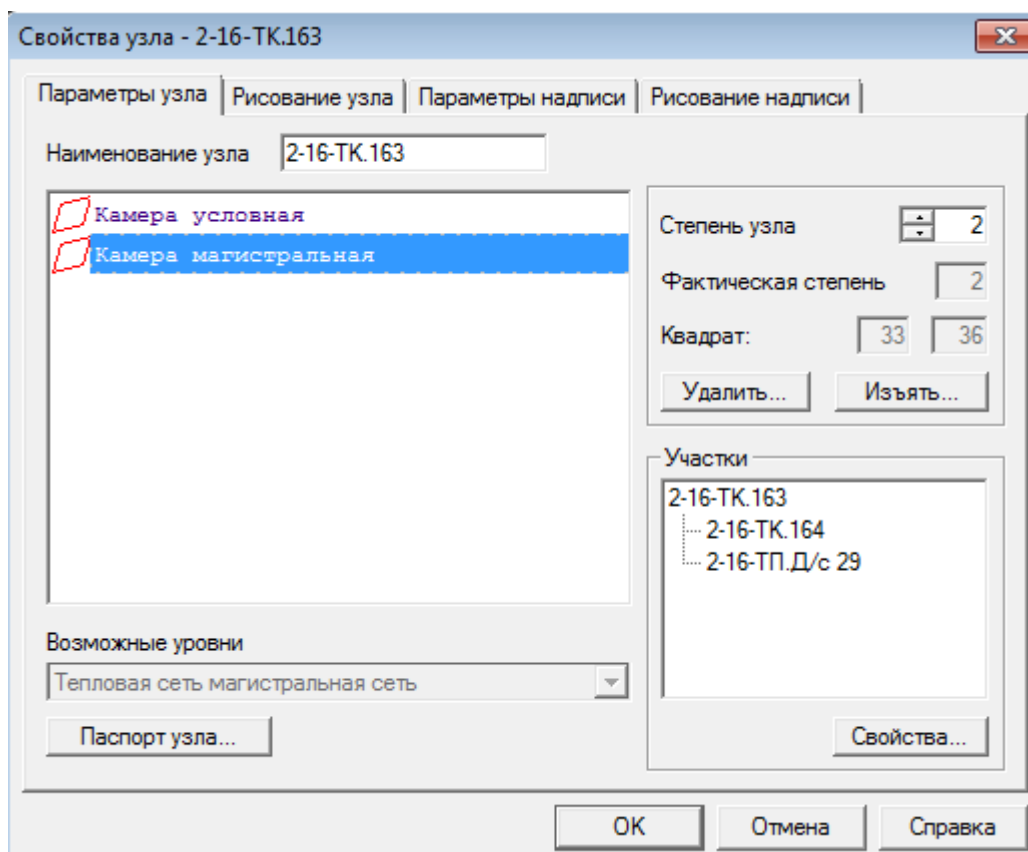 Свойства узла - 2-16-ТК.163
Параметры узла
Рисование узла
Параметры надписи
Рисование надписи
Наименование узла
2-16-ТК.163
Камера условная
Камера магистральная
Степень узла
2
Фактическая степень
2
Квадрат:
33
36
Удалить...
Изъять...
Участки
2-16-ТК.163
2-16-ТК.164
2-16-ТП.Д/с 29
Возможные уровни
Тепловая сеть магистральная сеть
Паспорт узла...
Свойства...
OK
Отмена
Справка